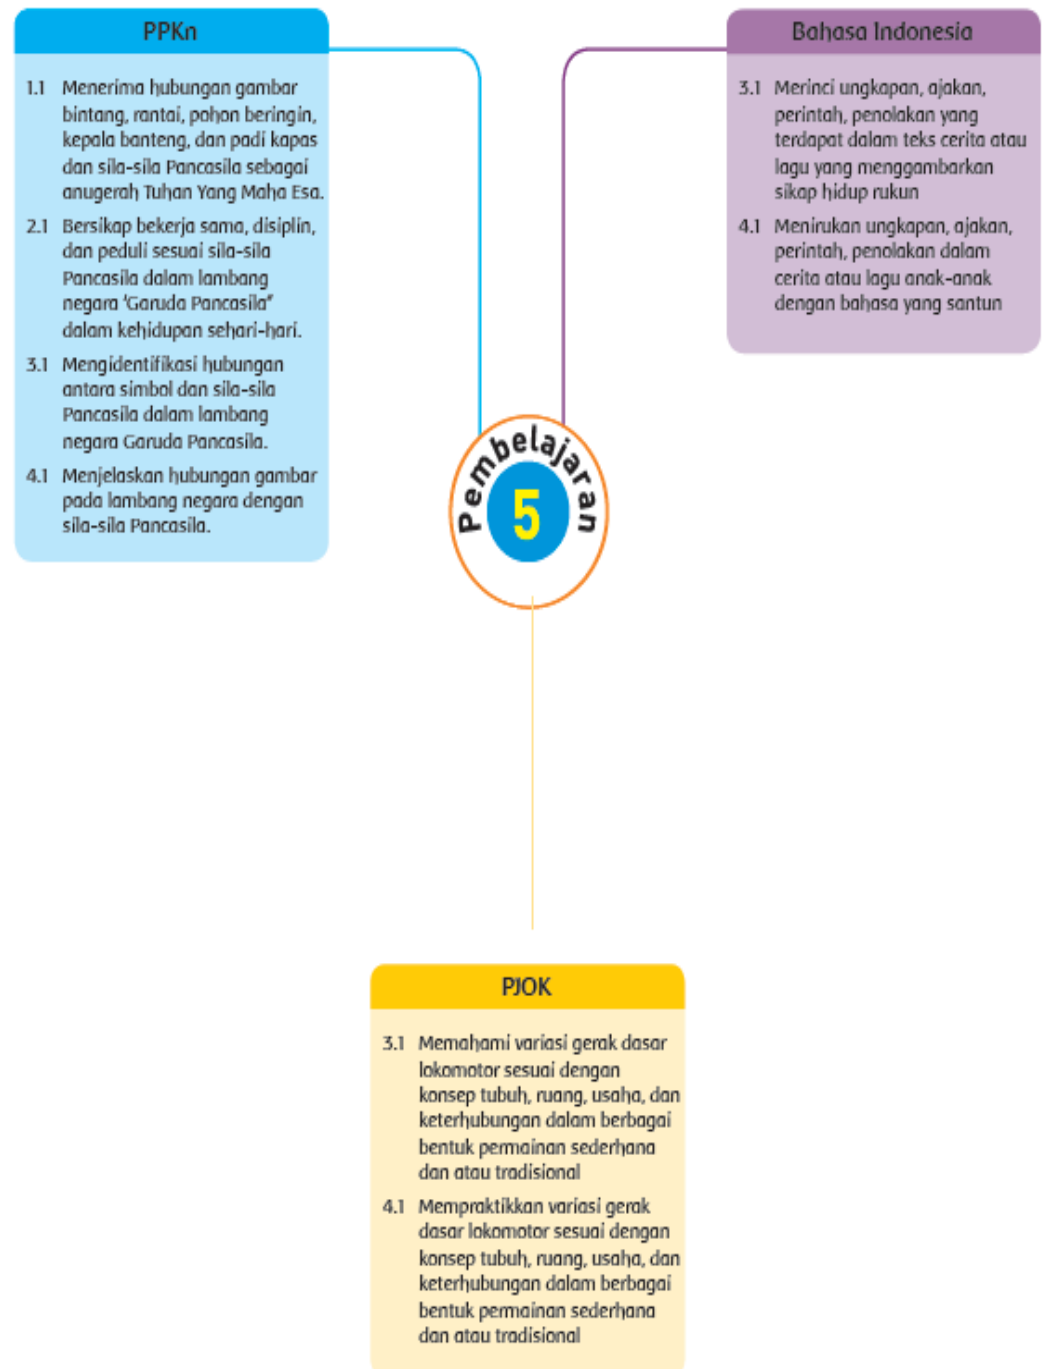 PPKn
1.1 Menerima hubungan gambar
bintang, rantai, pohon beringin,
kepala banteng, dan padi kapas
dan sila-sila Pancasila sebagai
anugerah Tuhan Yang Maha Esa.
2.1 Bersikap bekerja sama, disiplin,
dan peduli sesuai sila-sila
Pancasila dalam lambang
negara ‘Garuda Pancasila”
dalam kehidupan sehari-hari.
3.1 Mengidentifikasi hubungan
antara simbol dan sila-sila
Pancasila dalam lambang
negara Garuda Pancasila.
4.1 Menjelaskan hubungan gambar
pada lambang negara dengan
sila-sila Pancasila.
Bahasa Indonesia
3.1 Merinci ungkapan, ajakan,
perintah, penolakan yang
terdapat dalam teks cerita atau
lagu yang menggambarkan
sikap hidup rukun
4.1 Menirukan ungkapan, ajakan,
perintah, penolakan dalam
cerita atau lagu anak-anak
dengan bahasa yang santun
Pembelajaran
5
PJOK
3.1 Memahami variasi gerak dasar
lokomotor sesuai dengan
konsep tubuh, ruang, usaha, dan
keterhubungan dalam berbagai
bentuk permainan sederhana
dan atau tradisional
4.1 Mempraktikkan variasi gerak
dasar lokomotor sesuai dengan
konsep tubuh, ruang, usaha, dan
keterhubungan dalam berbagai
bentuk permainan sederhana
dan atau tradisional